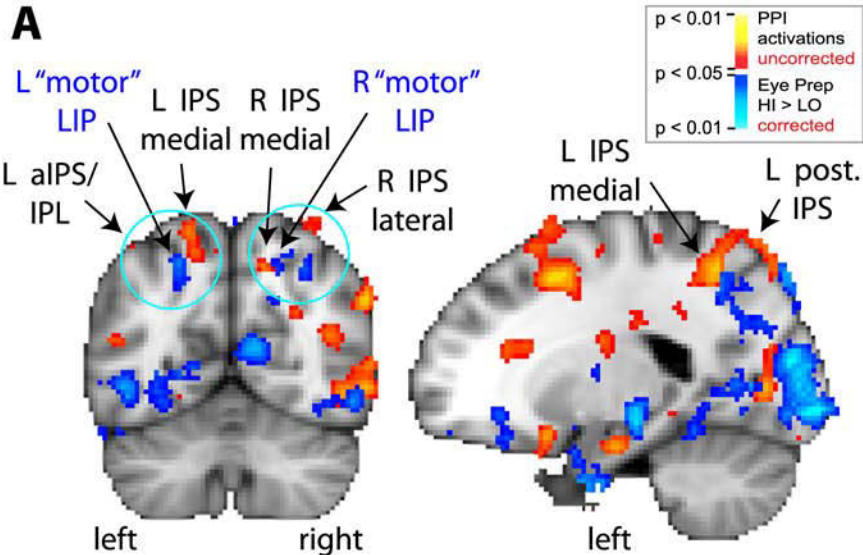 A
p < 0.01
PPI
activations
uncorrected
p < 0.05
Eye Prep
HI > LO
corrected
p < 0.01
L “motor”
LIP
L IPS
medial
R IPS
medial
R “motor”
LIP
L aIPS/
IPL
R IPS
lateral
L IPS
medial
L post.
IPS
left
right
left